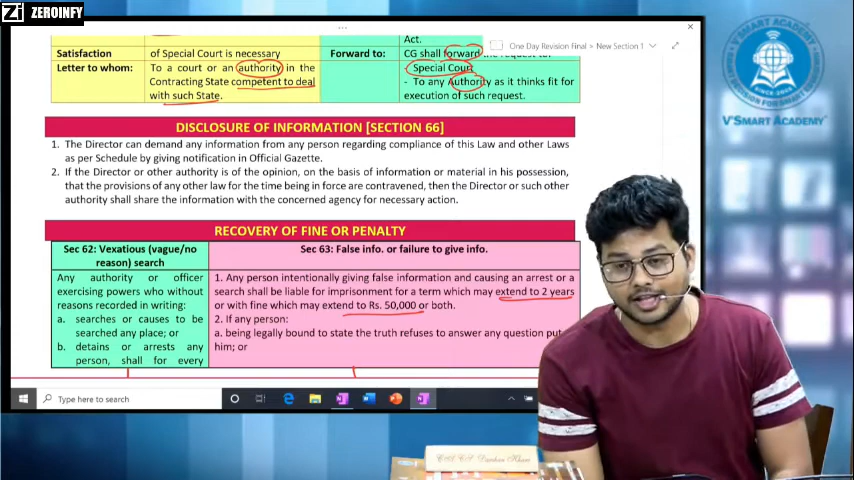 ZEROINFY
Act.
Satisfaction
of Special Court is necessary
Forward to:
CG shall forward
One Day Revision Final » New Section 1
Letter to whom:
To a court or an authority in the
Contracting State competent to deal
with such State.
Special Court
- To any Authority as it thinks fit for
execution of such request.
DISCLOSURE OF INFORMATION [SECTION 66]
1. The Director can demand any information from any person regarding compliance of this Law and other Laws
as per Schedule by giving notification in Official Gazette.
2. If the Director or other authority is of the opinion, on the basis of information or material in his possession,
that the provisions of any other law for the time being in force are contravened, then the Director or such other
authority shall share the information with the concerned agency for necessary action.
RECOVERY OF FINE OR PENALTY
Sec 62: Vexatious (vague/no
reason) search
Sec 63: False info. or failure to give info.
Any authority or officer
exercising powers who without
reasons recorded in writing:
a. searches or causes to be
searched any place; or
b. detains or arrests any
person, shall for every
1. Any person intentionally giving false information and causing an arrest or a
search shall be liable for imprisonment for a term which may extend to 2 years
or with fine which may extend to Rs. 50,000 or both.
2. If any person:
a. being legally bound to state the truth refuses to answer any question put
him; or
Type here to search
V'SMART ACADEMY
SINCE 2007